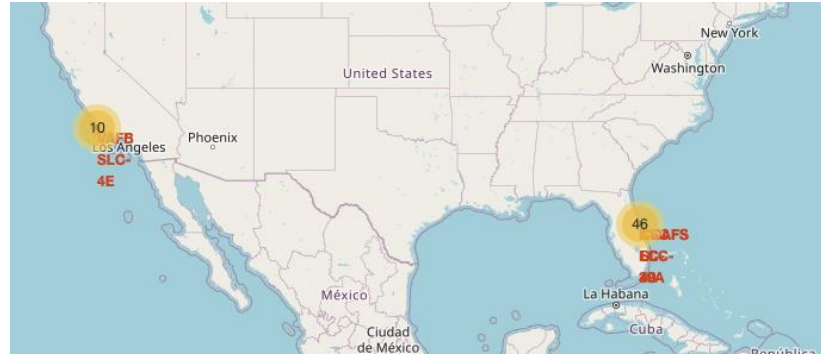 New York
Washington
United States
10
VAFB
Los Angeles
Phoenix
SLC-
4E
46
La Habana
México
Cuba
Ciudad
de México